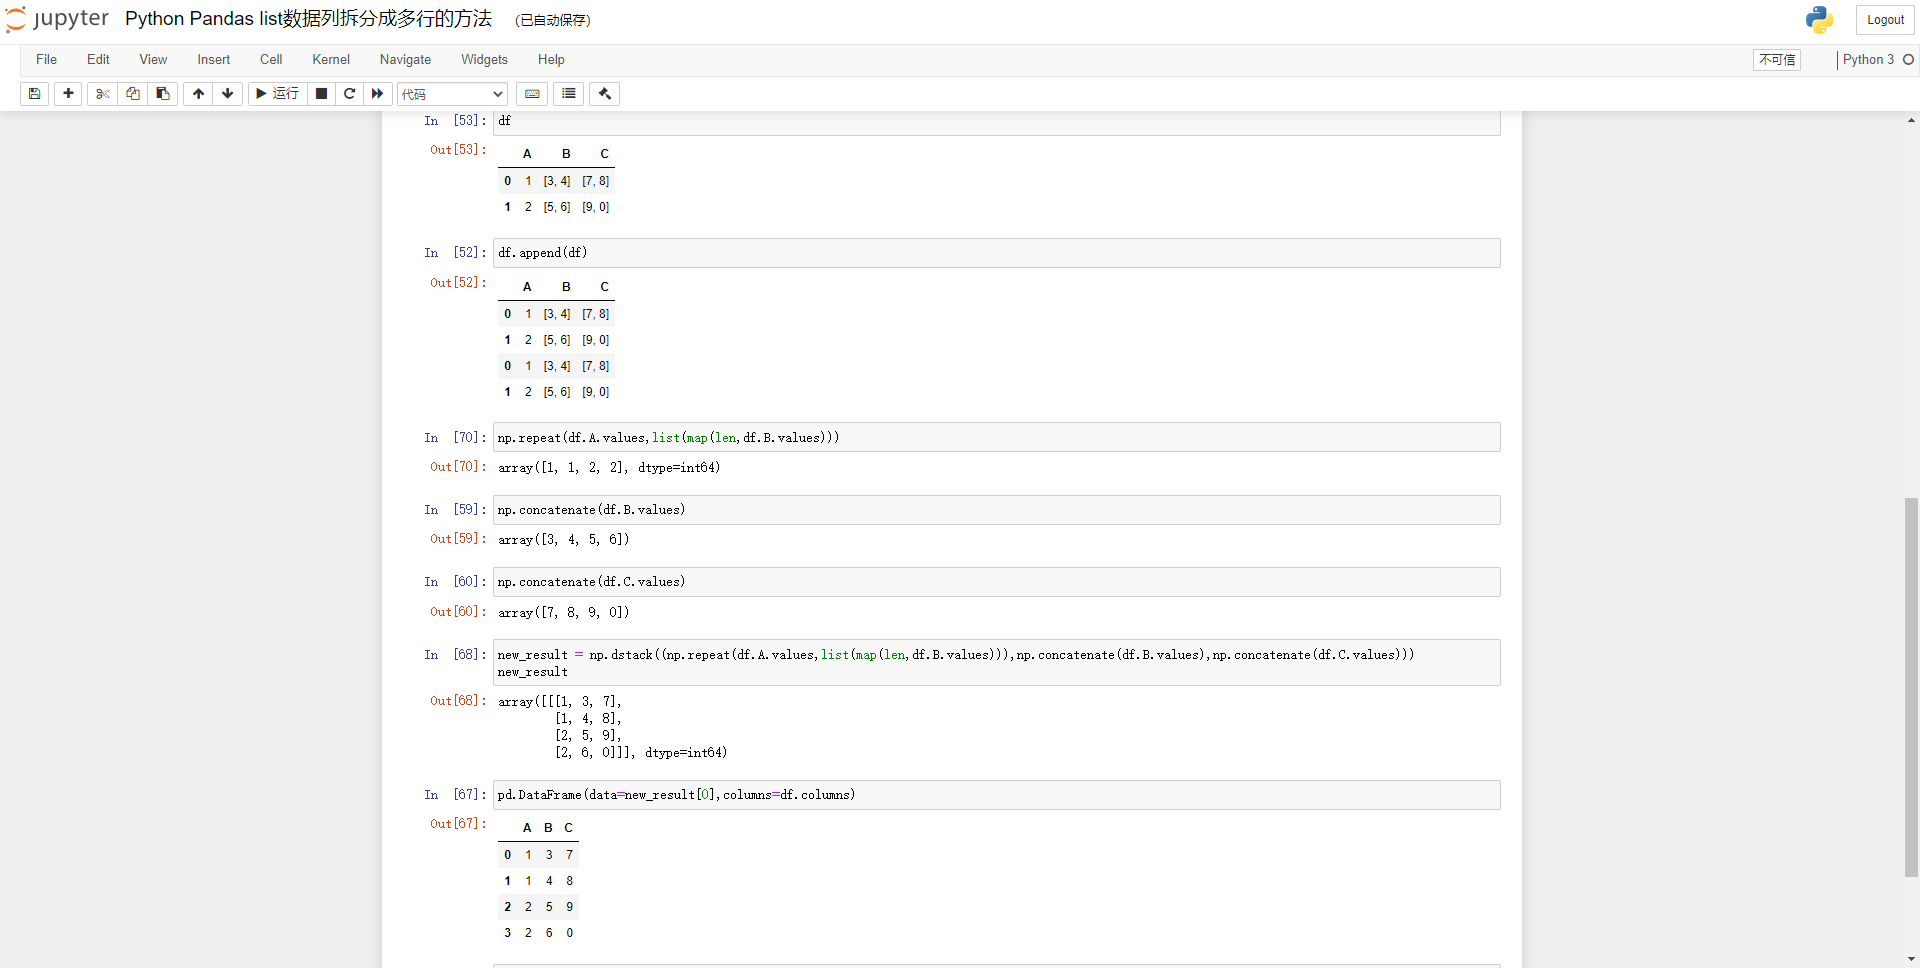 jupyter Python Pandas list数据列拆分成多行的方法 (已自动保存) Logout
File Edit View Insert Cell Kernel Navigate Widgets Help 不可信 Python 3
运行 代码
In [53]: df
Out[53]:
A B C
0 1 [3, 4] [7, 8]
1 2 [5, 6] [9, 0]
In [52]: df.append(df)
Out[52]:
A B C
0 1 [3, 4] [7, 8]
1 2 [5, 6] [9, 0]
0 1 [3, 4] [7, 8]
1 2 [5, 6] [9, 0]
In [70]: np.repeat(df.A.values,list(map(len,df.B.values)))
Out[70]: array([1, 1, 2, 2], dtype=int64)
In [59]: np.concatenate(df.B.values)
Out[59]: array([3, 4, 5, 6])
In [60]: np.concatenate(df.C.values)
Out[60]: array([7, 8, 9, 0])
In [68]: new_result = np.dstack((np.repeat(df.A.values,list(map(len,df.B.values))),np.concatenate(df.B.values),np.concatenate(df.C.values)))
new_result
Out[68]: array([[[1, 3, 7],
[1, 4, 8],
[2, 5, 9],
[2, 6, 0]]], dtype=int64)
In [67]: pd.DataFrame(data=new_result[0],columns=df.columns)
Out[67]:
A B C
0 1 3 7
1 1 4 8
2 2 5 9
3 2 6 0